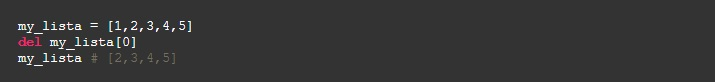 my_lista = [1,2,3,4,5]
del my_lista[0]
my_lista # [2,3,4,5]